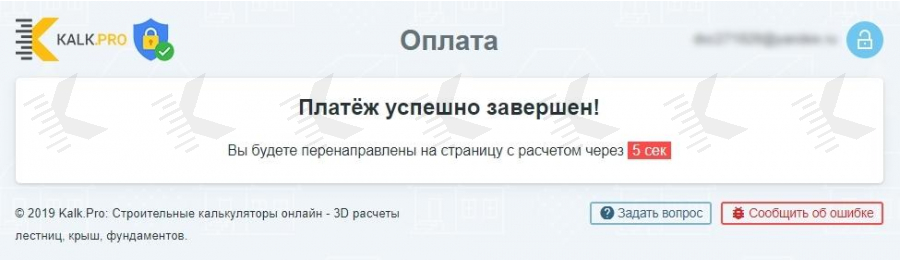 KALK.PRO
Оплата
Платёж успешно завершен!
Вы будете перенаправлены на страницу с расчетом через 5 сек
© 2019 Kalk.Pro: Строительные калькуляторы онлайн - 3D расчеты
лестниц, крыш, фундаментов.
Задать вопрос
Сообщить об ошибке